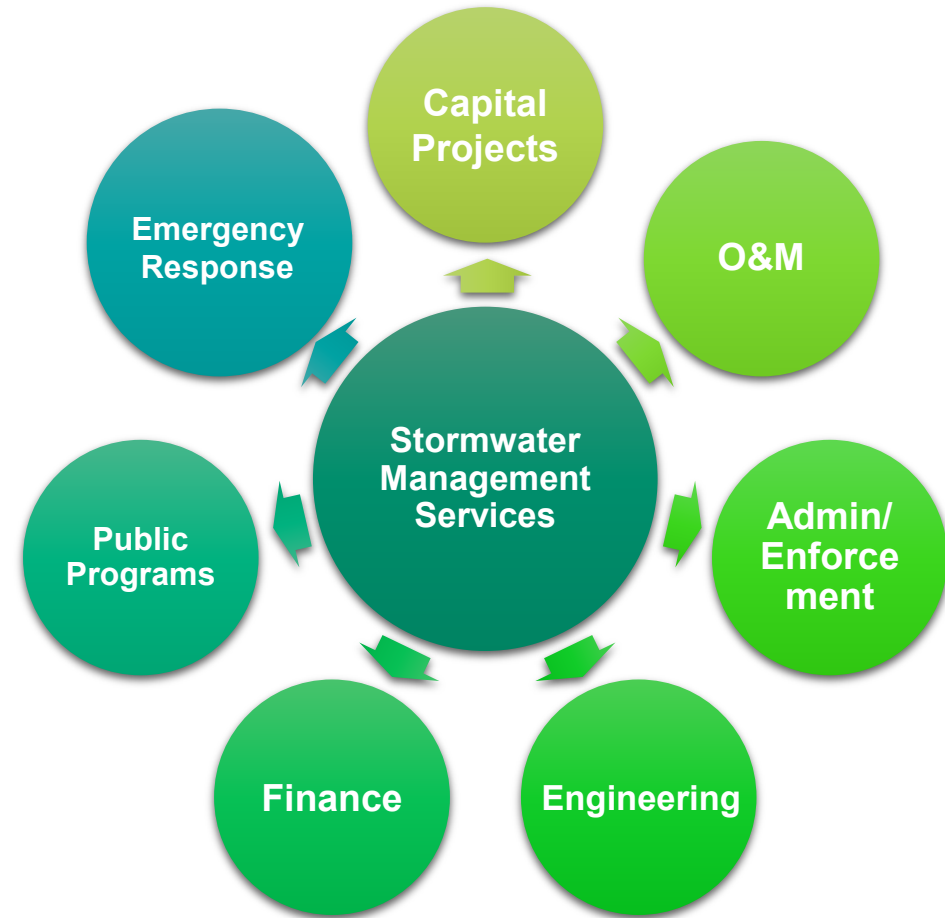 Capital
Projects
O&M
Admin/
Enforce
ment
Engineering
Finance
Public
Programs
Emergency
Response
Stormwater
Management
Services